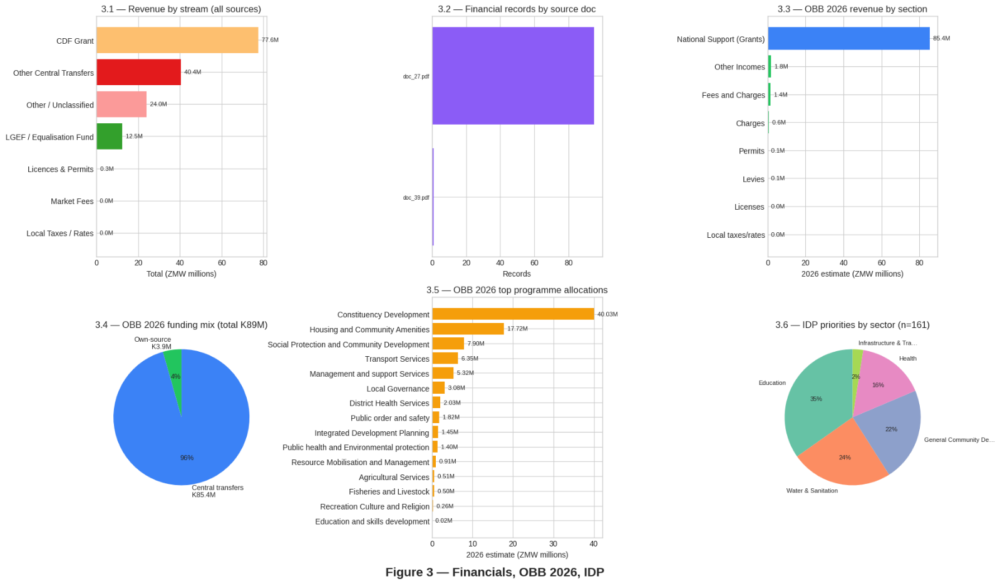 3.1 — Revenue by stream (all sources)
CDF Grant
77.6M
Other Central Transfers
40.4M
Other / Unclassified
24.0M
LGEF / Equalisation Fund
12.5M
Licences & Permits
0.3M
Market Fees
0.0M
Local Taxes / Rates
0.0M
0 20 40 60 80
Total (ZMW millions)
3.2 — Financial records by source doc
doc_27.pdf
doc_39.pdf
0 20 40 60 80
Records
3.3 — OBB 2026 revenue by section
National Support (Grants)
85.4M
Other Incomes
1.8M
Fees and Charges
1.4M
Charges
0.6M
Permits
0.1M
Levies
0.1M
Licenses
0.0M
Local taxes/rates
0.0M
0 20 40 60 80
2026 estimate (ZMW millions)
3.4 — OBB 2026 funding mix (total K89M)
Own-source
K3.9M
4%
96%
Central transfers
K85.4M
3.5 — OBB 2026 top programme allocations
Constituency Development
40.03M
Housing and Community Amenities
17.72M
Social Protection and Community Development
7.90M
Transport Services
6.35M
Management and support Services
5.32M
Local Governance
3.08M
District Health Services
2.03M
Public order and safety
1.82M
Integrated Development Planning
1.45M
Public health and Environmental protection
1.40M
Resource Mobilisation and Management
0.91M
Agricultural Services
0.51M
Fisheries and Livestock
0.50M
Recreation Culture and Religion
0.26M
Education and skills development
0.02M
0 10 20 30 40
2026 estimate (ZMW millions)
3.6 — IDP priorities by sector (n=161)
Infrastructure & Tra…
2%
Health
16%
Education
35%
22%
General Community De…
24%
Water & Sanitation
Figure 3 — Financials, OBB 2026, IDP